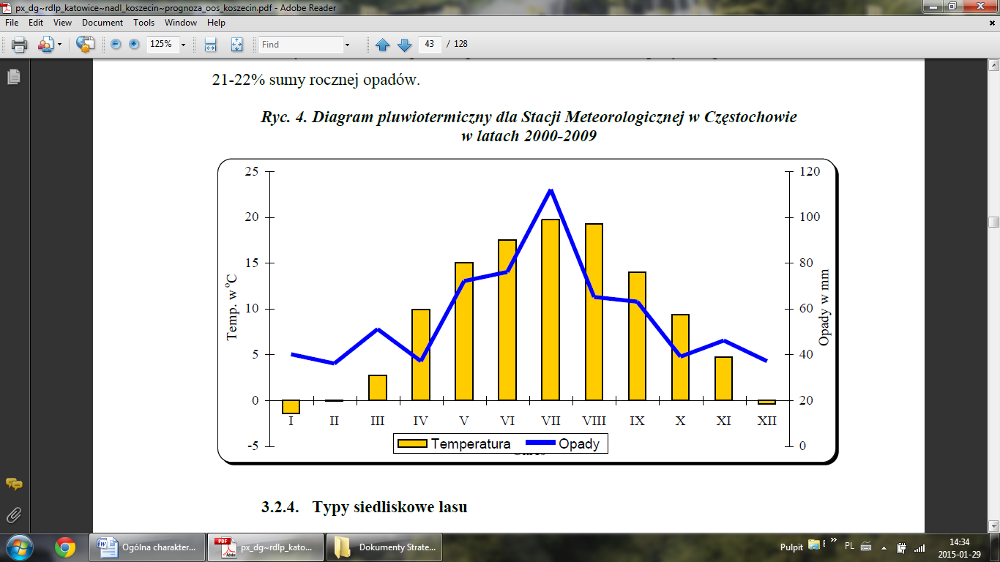 px_dg~rdlp_katowice~nadl_koszecin~prognoza_oos_koszecin.pdf - Adobe Reader
File Edit View Document Tools Window Help
125% Find 43 / 128
21-22% sumy rocznej opadów.
Ryc. 4. Diagram pluwiotermiczny dla Stacji Meteorologicznej w Częstochowie
w latach 2000-2009
25
20
15
10
5
0
-5
Temp. w °C
120
100
80
60
40
20
0
Opady w mm
I II III IV V VI VII VIII IX X XI XII
Temperatura Opady
3.2.4. Typy siedliskowe lasu
Ogólna charakter...
px_dg~rdlp_kato...
Dokumenty Strate...
Pulpit
PL
14:34
2015-01-29